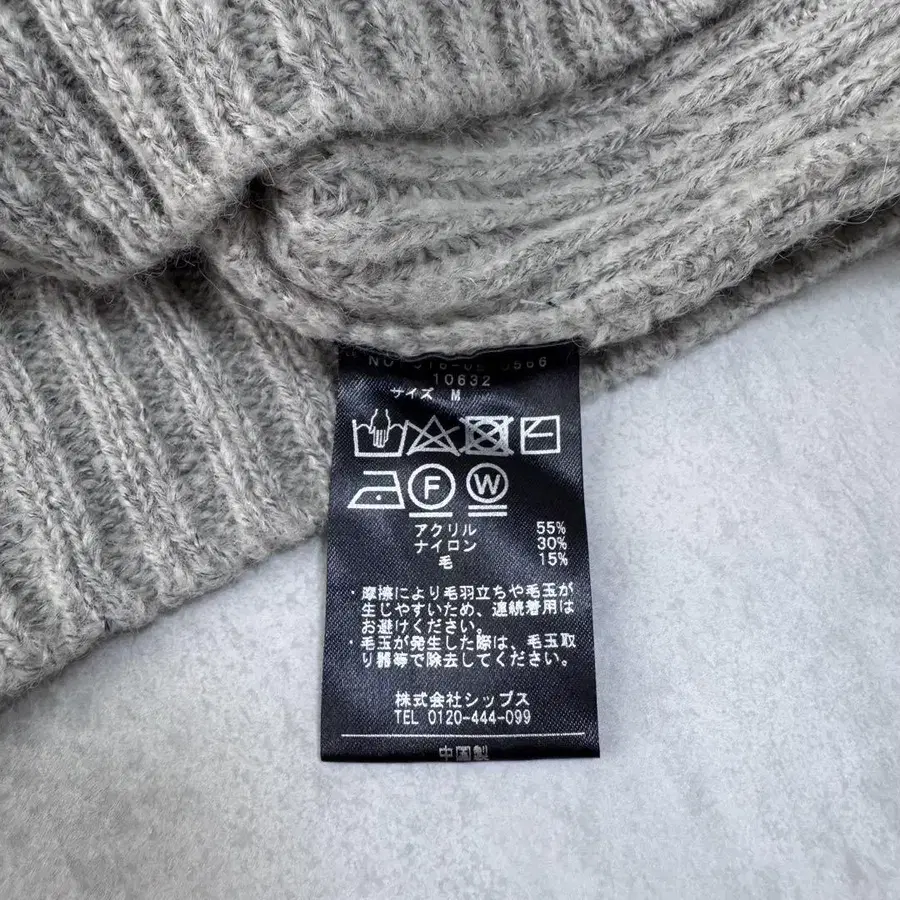 10632
サイズ M
F W
アクリル 55%
ナイロン 30%
毛 15%
・摩擦により毛羽立ちや毛玉が
生じやすいため、連続着用は
お避けください。
・毛玉が発生した際は、毛玉取
り器等で除去してください。
株式会社シップス
TEL 0120-444-099
中国製